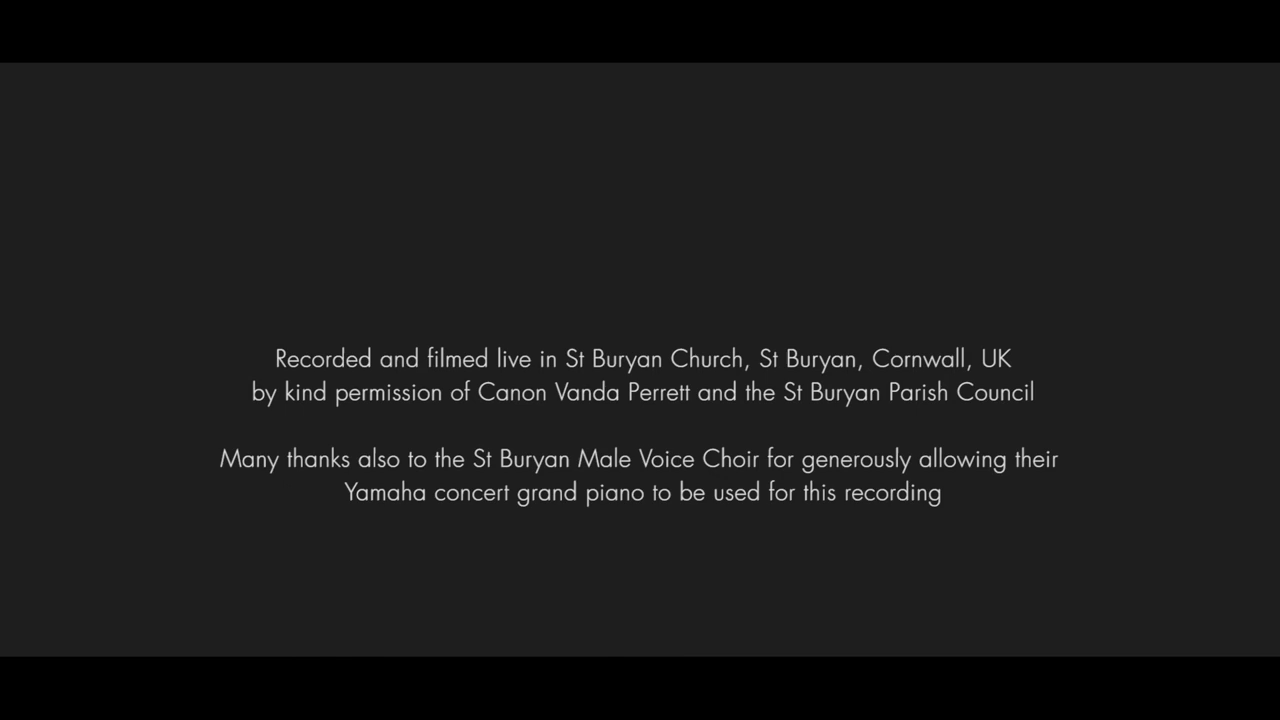 Recorded and filmed live in St Buryan Church, St Buryan, Cornwall, UK
by kind permission of Canon Vanda Perrett and the St Buryan Parish Council
Many thanks also to the St Buryan Male Voice Choir for generously allowing their
Yamaha concert grand piano to be used for this recording